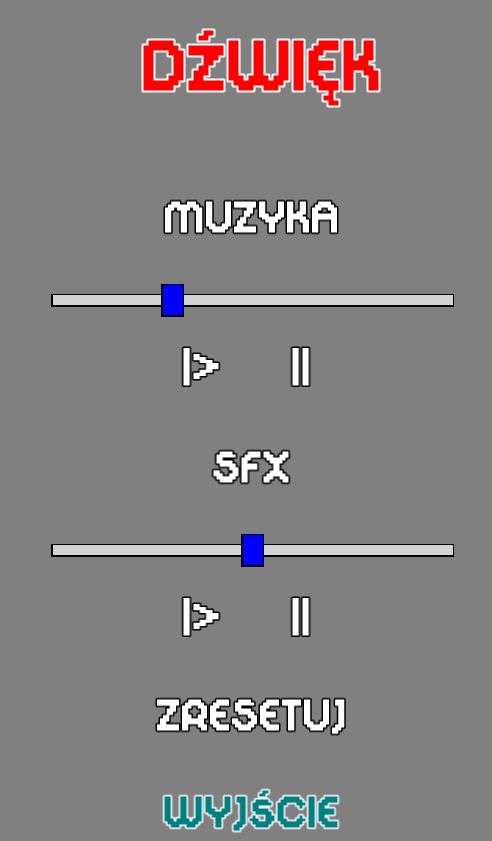 DŹWIĘK
MUZYKA
|> ||
SFX
|> ||
ZRESETUJ
WYJŚCIE